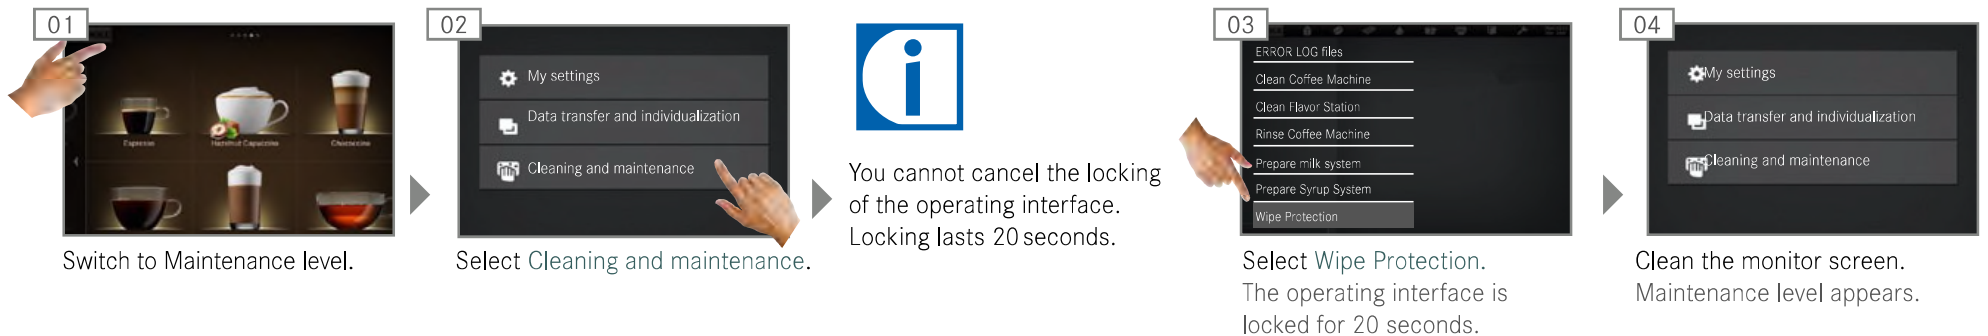 01
Espresso
Hazelnut Capuccino
Chococcino
Switch to Maintenance level.
02
My settings
Data transfer and individualization
Cleaning and maintenance
Select Cleaning and maintenance.
i
You cannot cancel the locking
of the operating interface.
Locking lasts 20 seconds.
03
ERROR LOG files
Clean Coffee Machine
Clean Flavor Station
Rinse Coffee Machine
Prepare milk system
Prepare Syrup System
Wipe Protection
Select Wipe Protection.
The operating interface is
locked for 20 seconds.
04
My settings
Data transfer and individualization
Cleaning and maintenance
Clean the monitor screen.
Maintenance level appears.